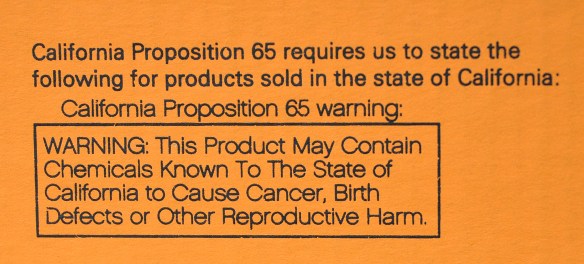 California Proposition 65 requires us to state the
following for products sold in the state of California:
California Proposition 65 warning:
WARNING: This Product May Contain
Chemicals Known To The State of
California to Cause Cancer, Birth
Defects or Other Reproductive Harm.